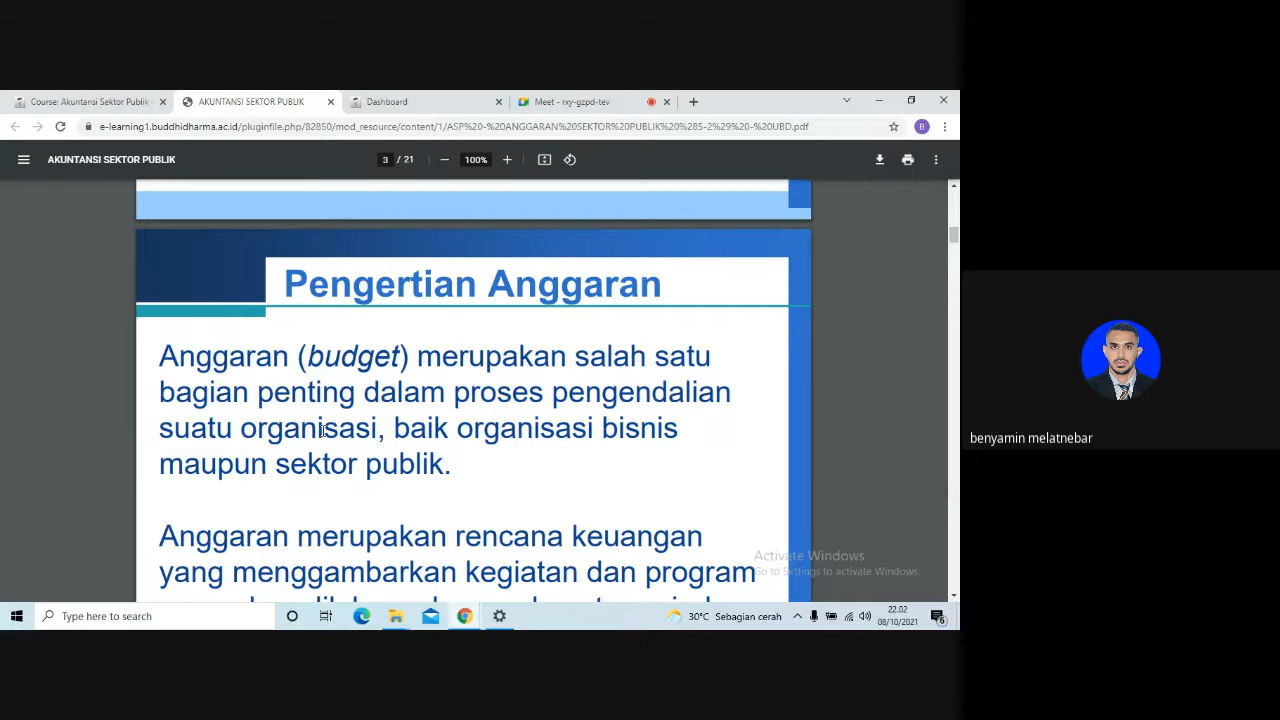 Course: Akuntansi Sektor Publik
AKUNTANSI SEKTOR PUBLIK
Dashboard
Meet - rxy-gzpd-tev
e-learning1.buddhidharma.ac.id/pluginfile.php/82850/mod_resource/content/1/ASP%20-%20ANGGARAN%20SEKTOR%20PUBLIK%20%285-2%29%20-%20UBD.pdf
B
AKUNTANSI SEKTOR PUBLIK
3 / 21
100%
Pengertian Anggaran
Anggaran (budget) merupakan salah satu
bagian penting dalam proses pengendalian
suatu organisasi, baik organisasi bisnis
maupun sektor publik.
Anggaran merupakan rencana keuangan
yang menggambarkan kegiatan dan program
Activate Windows
Go to Settings to activate Windows.
benyamin melatnebar
Type here to search
30°C Sebagian cerah
22.02
08/10/2021
6